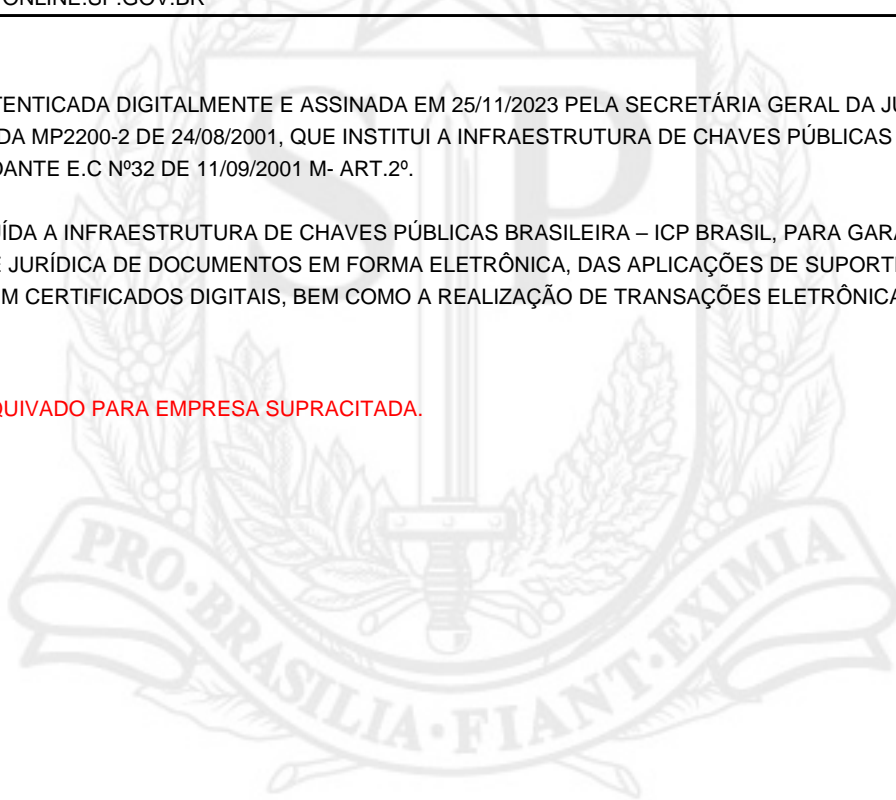 ONLINE.SP.GOV.BR
TENTICADA DIGITALMENTE E ASSINADA EM 25/11/2023 PELA SECRETÁRIA GERAL DA JU
DA MP2200-2 DE 24/08/2001, QUE INSTITUI A INFRAESTRUTURA DE CHAVES PÚBLICAS
DANTE E.C Nº32 DE 11/09/2001 M- ART.2º.
ÍDA A INFRAESTRUTURA DE CHAVES PÚBLICAS BRASILEIRA – ICP BRASIL, PARA GARA
E JURÍDICA DE DOCUMENTOS EM FORMA ELETRÔNICA, DAS APLICAÇÕES DE SUPORTE
M CERTIFICADOS DIGITAIS, BEM COMO A REALIZAÇÃO DE TRANSAÇÕES ELETRÔNICA
QUIVADO PARA EMPRESA SUPRACITADA.
SP
PRO·BRASILIA·FIANT·EXIMIA